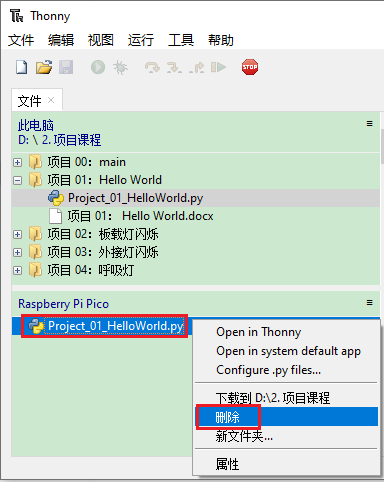 Thonny
文件 编辑 视图 运行 工具 帮助
STOP
文件 ×
此电脑
D: \ 2. 项目课程
项目 00：main
项目 01：Hello World
Project_01_HelloWorld.py
项目 01： Hello World.docx
项目 02：板载灯闪烁
项目 03：外接灯闪烁
项目 04：呼吸灯
Raspberry Pi Pico
Project_01_HelloWorld.py
Open in Thonny
Open in system default app
Configure .py files...
下载到 D:\2. 项目课程
删除
新文件夹...
属性